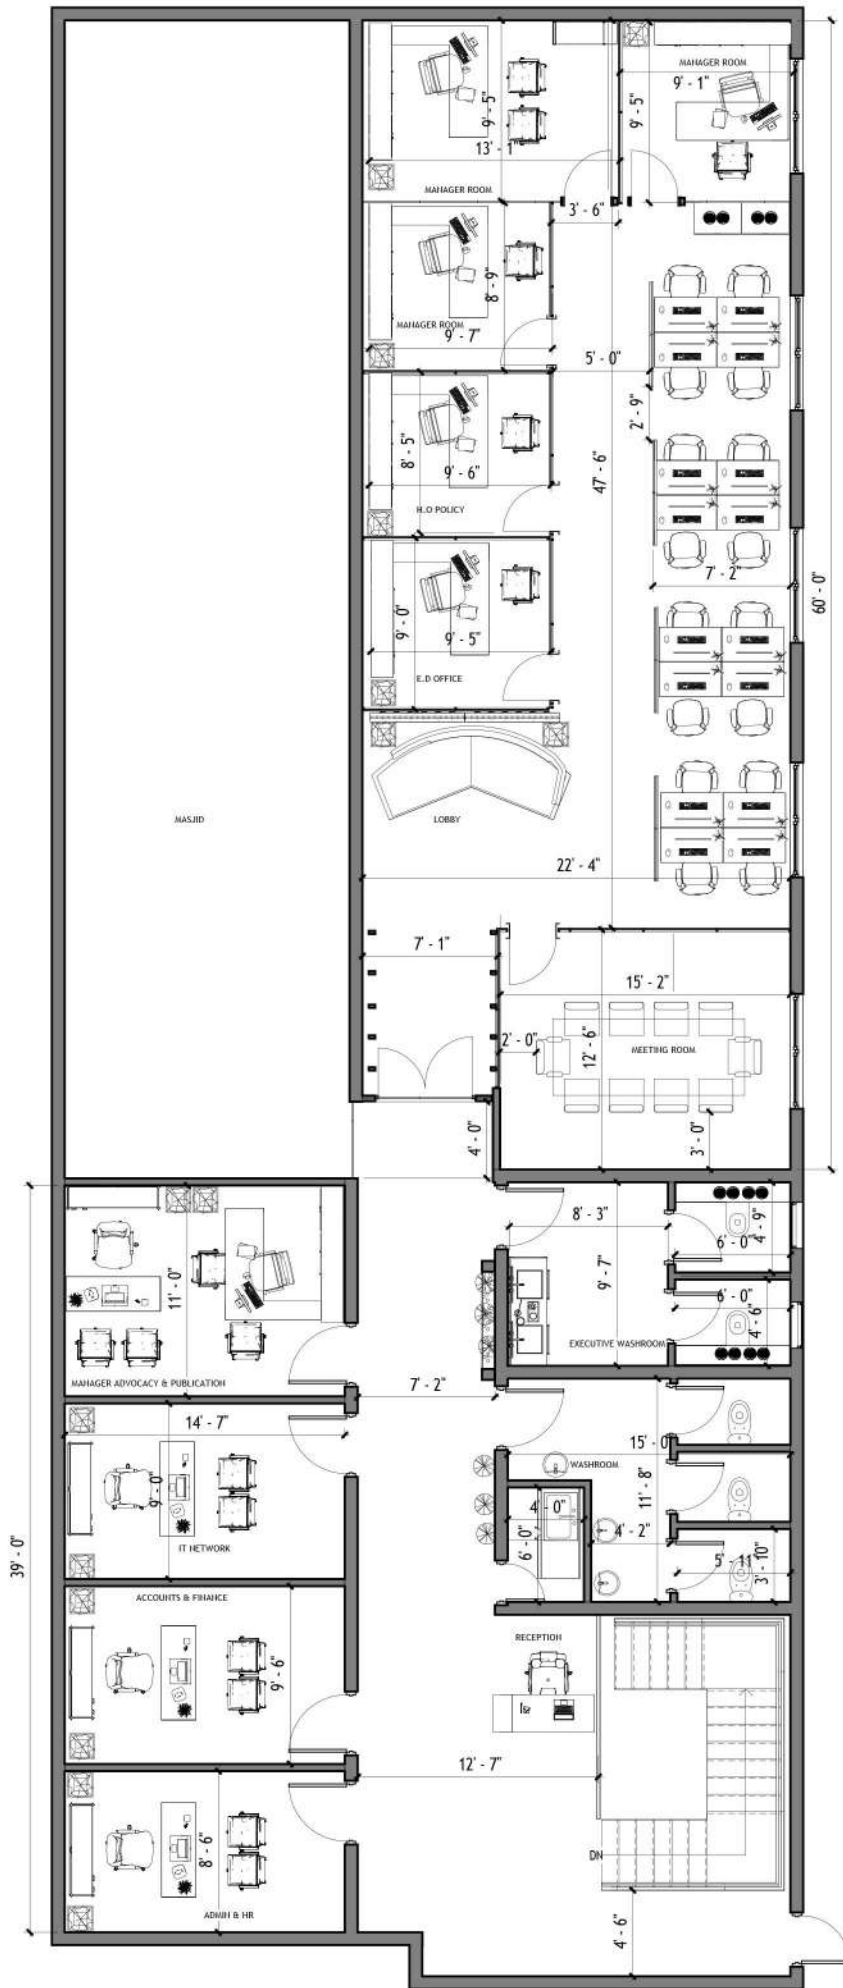 MANAGER ROOM
9' - 1"
9' - 5"
9' - 5"
13' - 1"
MANAGER ROOM
3' - 6"
8' - 9"
MANAGER ROOM
9' - 7"
5' - 0"
2' - 9"
8' - 5"
9' - 6"
47' - 6"
H.O POLICY
7' - 2"
60' - 0"
9' - 0"
9' - 5"
E.D OFFICE
MASJID
LOBBY
22' - 4"
7' - 1"
15' - 2"
2' - 0"
12' - 6"
MEETING ROOM
4' - 0"
3' - 0"
8' - 3"
4' - 9"
6' - 0"
9' - 7"
11' - 0"
6' - 0"
4' - 6"
EXECUTIVE WASHROOM
MANAGER ADVOCACY & PUBLICATION
7' - 2"
14' - 7"
15' - 0
WASHROOM
11' - 8"
9' - 0"
4' - 0"
6' - 0"
4' - 2"
IT NETWORK
39' - 0"
5' - 11"
3' - 10"
ACCOUNTS & FINANCE
RECEPTION
9' - 6"
12' - 7"
8' - 6"
DN
ADMIN & HR
4' - 6"